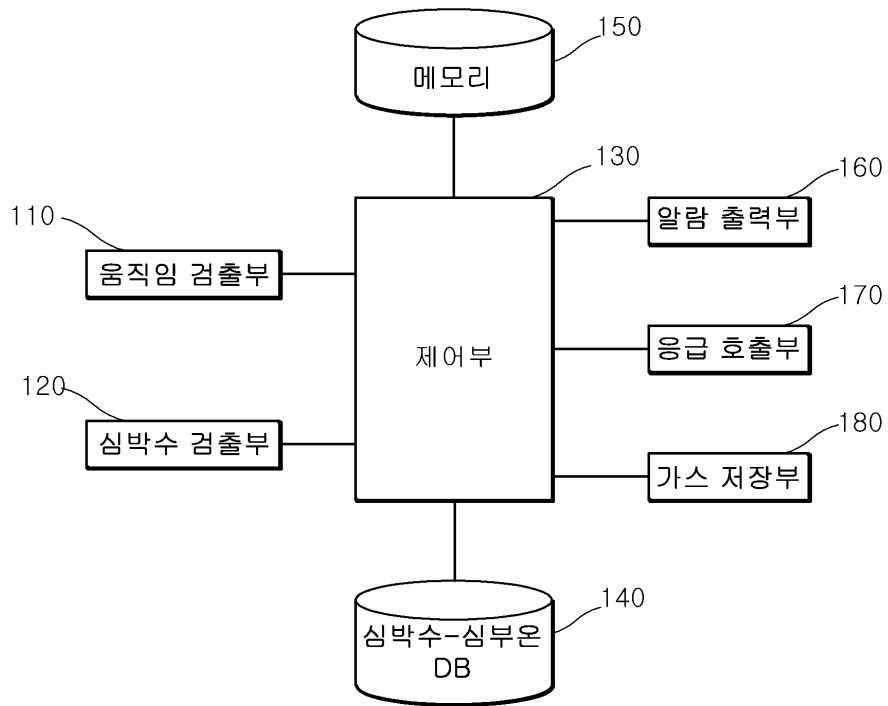 150
메모리
130
160
110
알람 출력부
움직임 검출부
170
제어부
응급 호출부
120
180
심박수 검출부
가스 저장부
140
심박수-심부온
DB